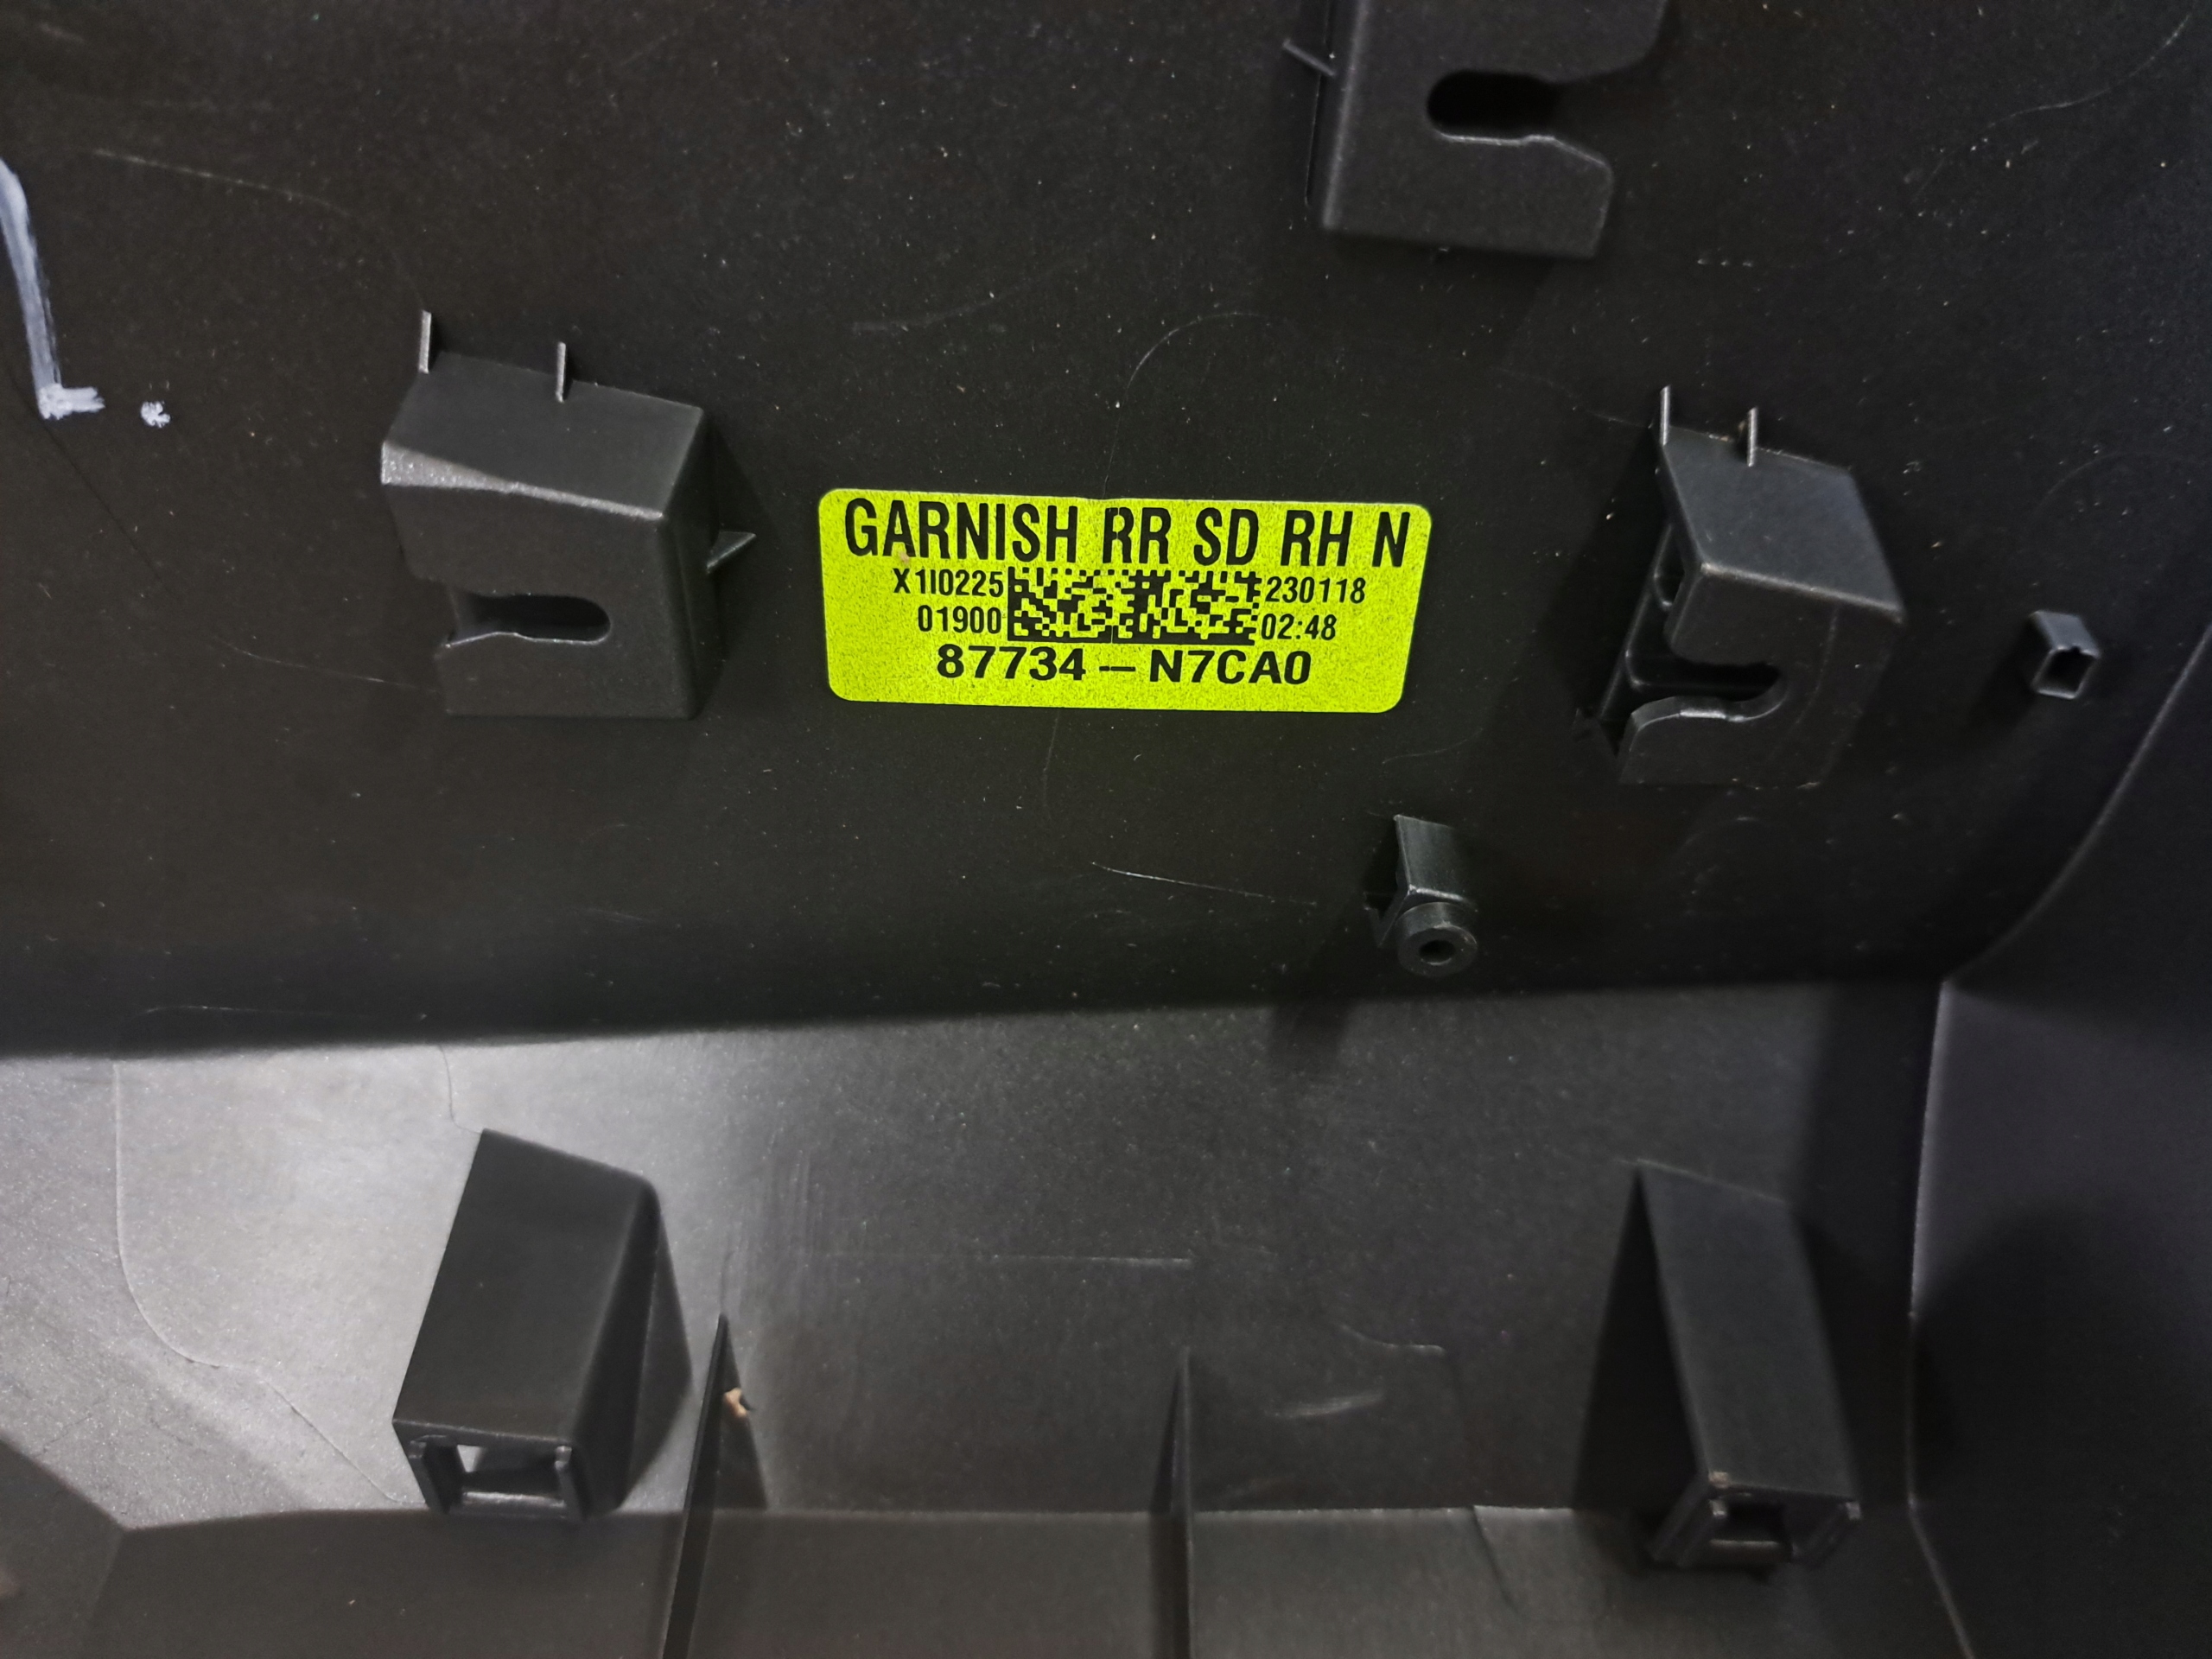 GARNISH RR SD RH N
X1I0225 230118
01900 02:48
87734-N7CA0